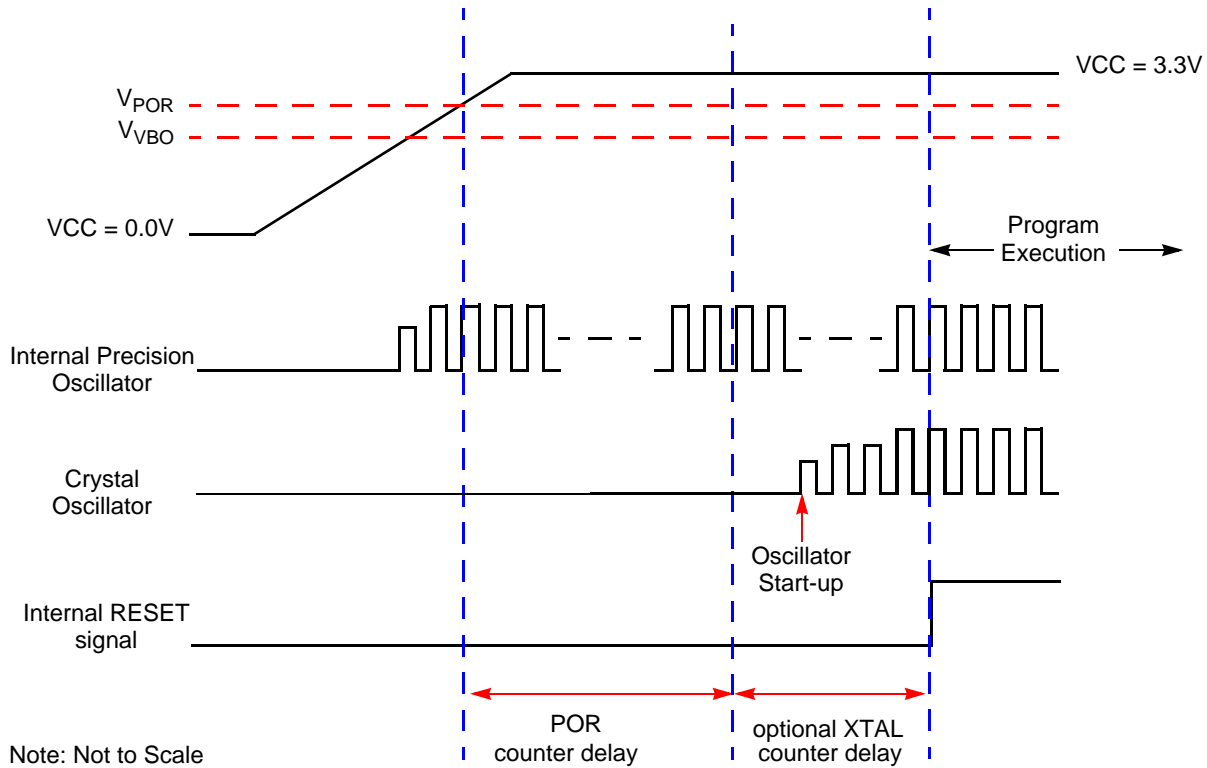 VCC = 3.3V
VPOR
VVBO
VCC = 0.0V
Program
Execution
Internal Precision
Oscillator
Crystal
Oscillator
Oscillator
Start-up
Internal RESET
signal
POR
counter delay
optional XTAL
counter delay
Note: Not to Scale